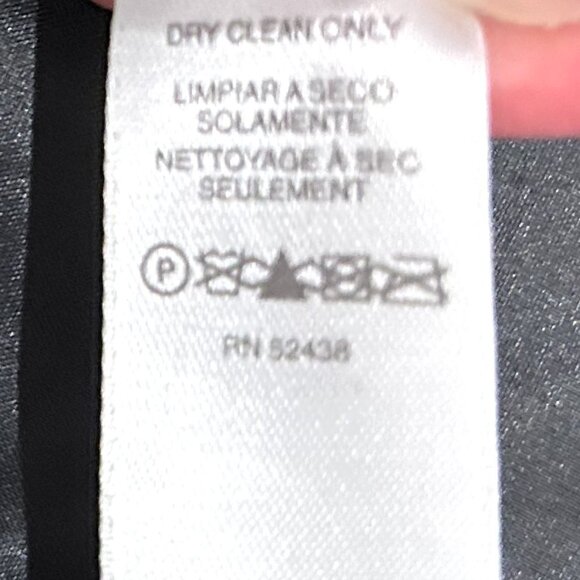 DRY CLEAN ONLY
LIMPIAR A SECO
SOLAMENTE
NETTOYAGE À SEC
SEULEMENT
P
RN 52438